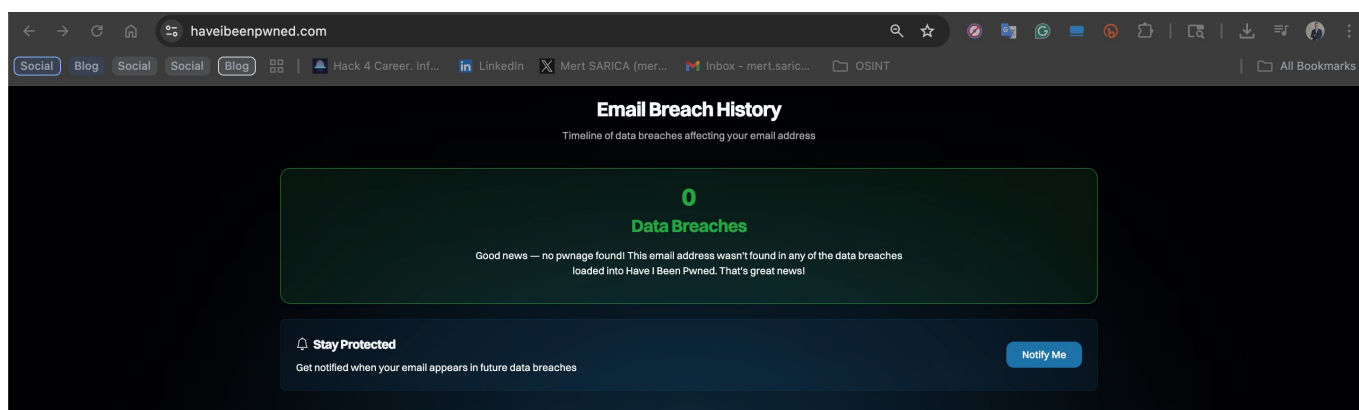 haveibeenpwned.com
Social Blog Social Social Blog Hack 4 Career. Inf... LinkedIn Mert SARICA (mer... Inbox - mert.saric... OSINT All Bookmarks
Email Breach History
Timeline of data breaches affecting your email address
0
Data Breaches
Good news — no pwnage found! This email address wasn't found in any of the data breaches
loaded into Have I Been Pwned. That's great news!
Stay Protected
Get notified when your email appears in future data breaches
Notify Me